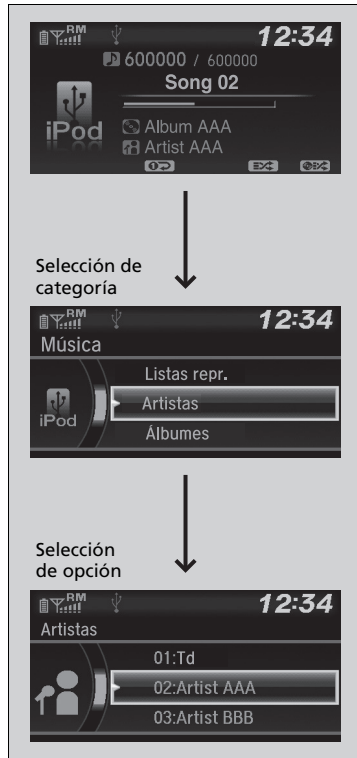 RM 12:34
600000 / 600000
Song 02
iPod
Album AAA
Artist AAA
Selección de
categoría
RM 12:34
Música
Listas repr.
iPod
Artistas
Álbumes
Selección
de opción
RM 12:34
Artistas
01:Td
02:Artist AAA
03:Artist BBB